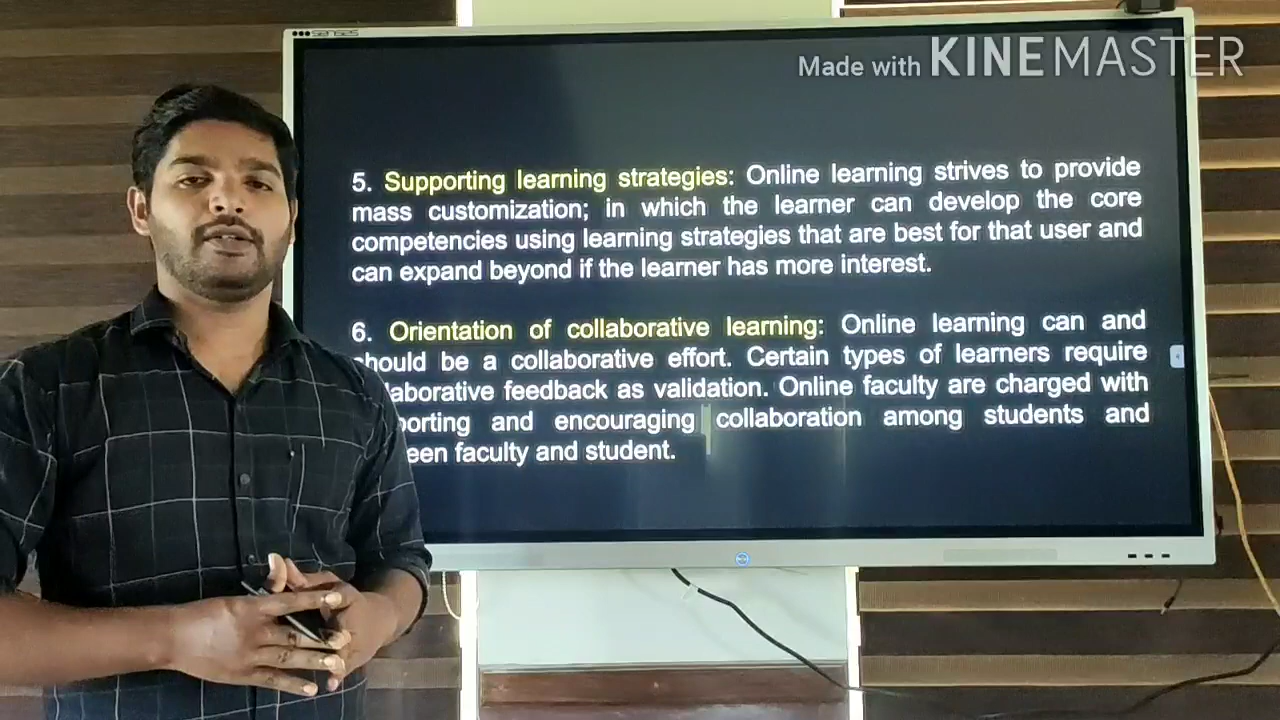 SENSES
Made with KINEMASTER
5. Supporting learning strategies: Online learning strives to provide
mass customization; in which the learner can develop the core
competencies using learning strategies that are best for that user and
can expand beyond if the learner has more interest.
6. Orientation of collaborative learning: Online learning can and
should be a collaborative effort. Certain types of learners require
laborative feedback as validation. Online faculty are charged with
porting and encouraging collaboration among students and
een faculty and student.